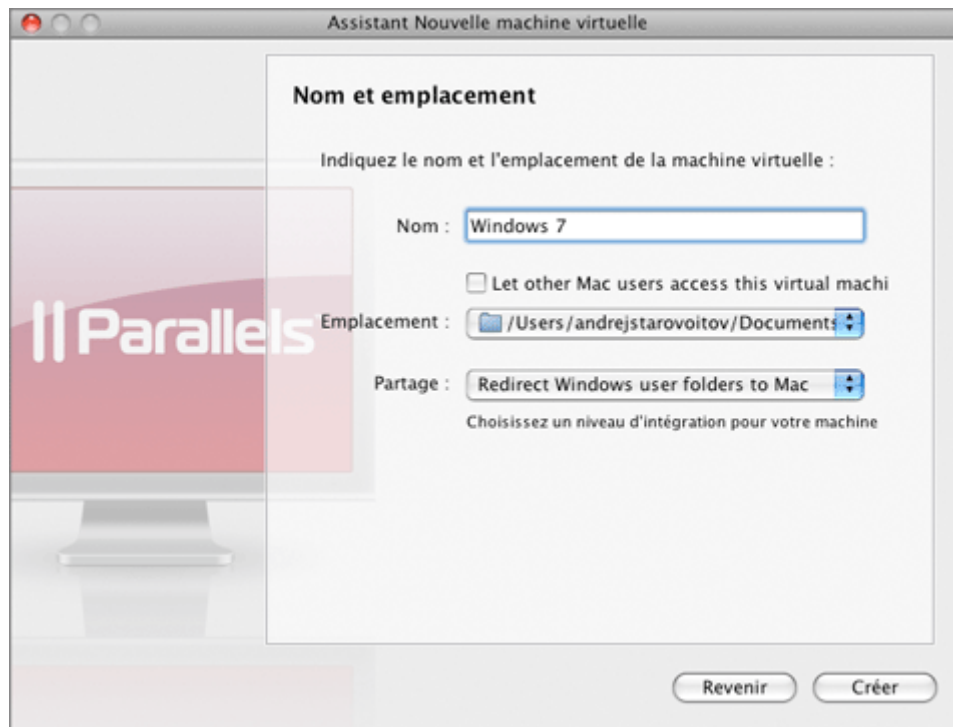 Assistant Nouvelle machine virtuelle
Nom et emplacement
Indiquez le nom et l'emplacement de la machine virtuelle :
Nom : Windows 7
Let other Mac users access this virtual machi
Emplacement : /Users/andrejstarovoitov/Documents
Partage : Redirect Windows user folders to Mac
Choisissez un niveau d'intégration pour votre machine
Parallels
Revenir Créer